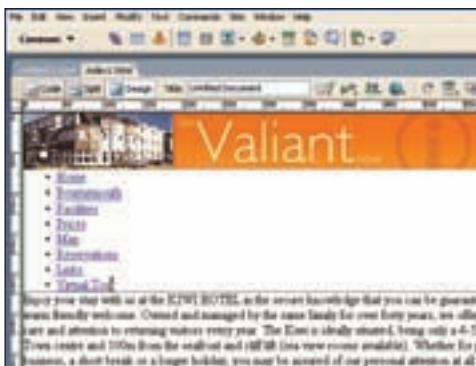 File Edit View Insert Modify Text Commands Site Window Help
Common
index.html
Code Split Design Title: Untitled Document
Valiant
Home
Bournemouth
Facilities
Prices
Map
Reservations
Links
Virtual Tour
Enjoy your stay with us at the KIWI HOTEL in the secure knowledge that you can be guarant
warm friendly welcome. Owned and managed by the same family for over forty years, we offe
care and attention to returning visitors every year. The Kiwi is ideally situated, being only a
Town centre and 100m from the seafront and cliff lift (sea view rooms available). Whether for
business, a short break or a longer holiday, you may be assured of our personal attention at al